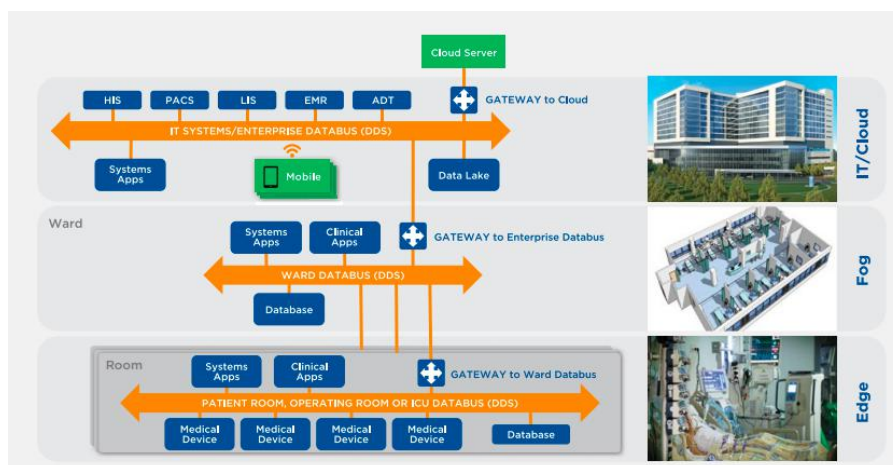 Cloud Server
HIS
PACS
LIS
EMR
ADT
GATEWAY to Cloud
IT SYSTEMS/ENTERPRISE DATABUS (DDS)
Systems
Apps
Mobile
Data Lake
IT/Cloud
Ward
Systems
Apps
Clinical
Apps
GATEWAY to Enterprise Databus
WARD DATABUS (DDS)
Database
Fog
Room
Systems
Apps
Clinical
Apps
GATEWAY to Ward Databus
PATIENT ROOM, OPERATING ROOM OR ICU DATABUS (DDS)
Medical
Device
Medical
Device
Medical
Device
Medical
Device
Database
Edge